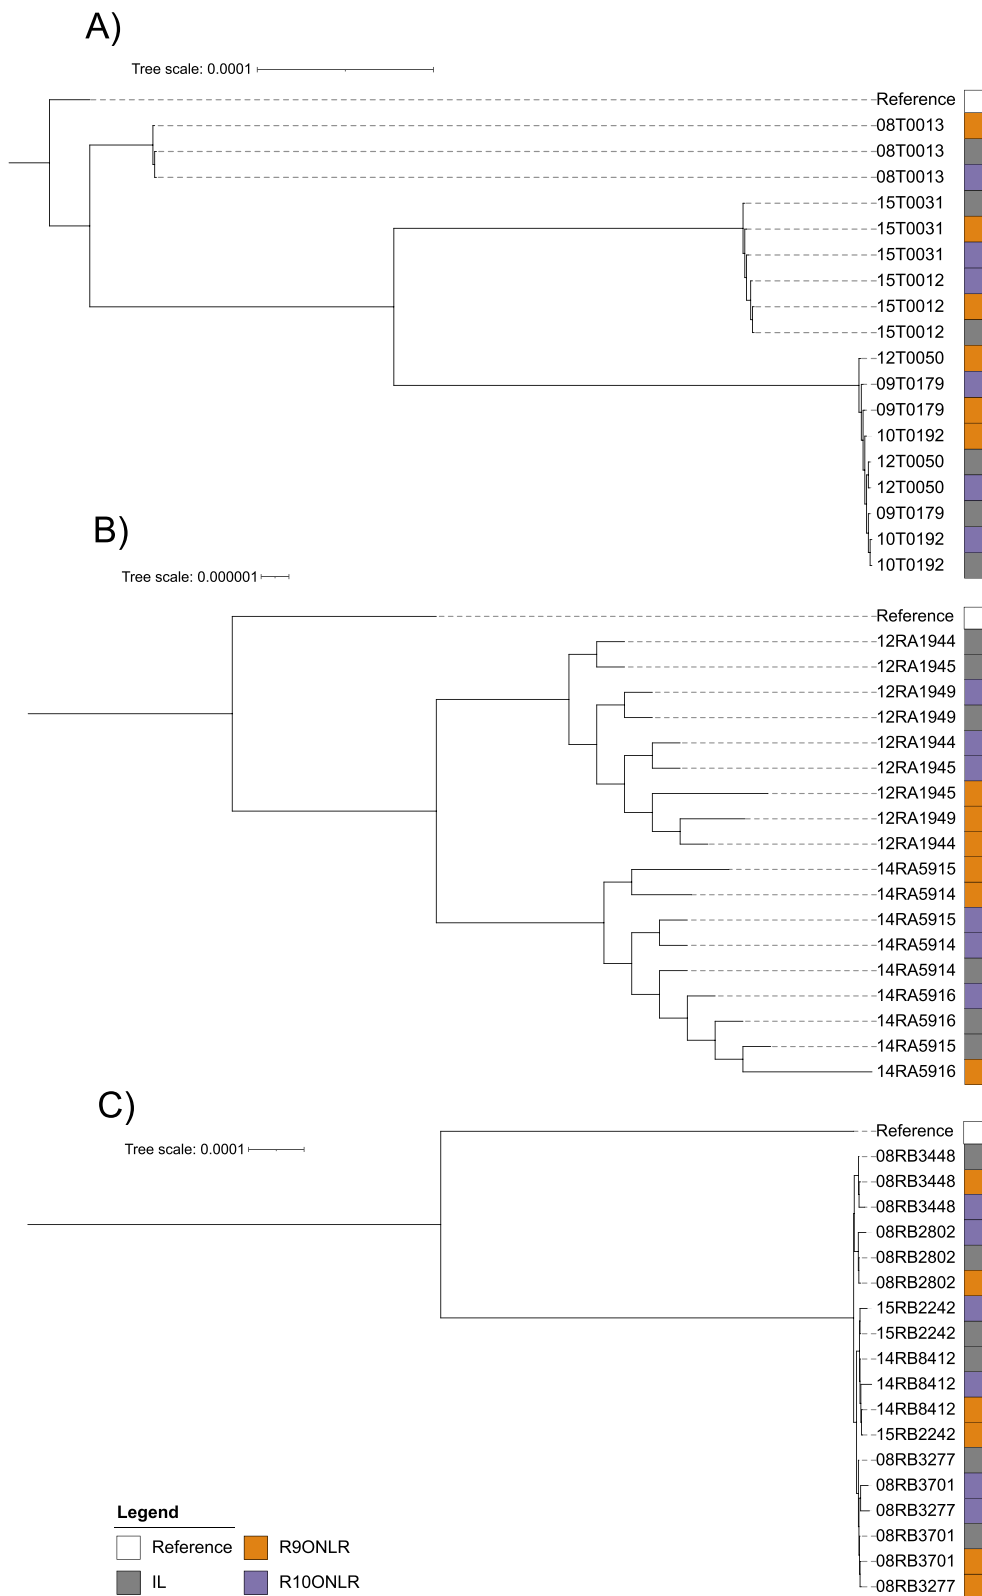 A)
Tree scale: 0.0001
Reference
08T0013
08T0013
08T0013
15T0031
15T0031
15T0031
15T0012
15T0012
15T0012
12T0050
09T0179
09T0179
10T0192
12T0050
12T0050
09T0179
10T0192
10T0192
B)
Tree scale: 0.000001
Reference
12RA1944
12RA1945
12RA1949
12RA1949
12RA1944
12RA1945
12RA1945
12RA1949
12RA1944
14RA5915
14RA5914
14RA5915
14RA5914
14RA5914
14RA5916
14RA5916
14RA5915
14RA5916
C)
Tree scale: 0.0001
Reference
08RB3448
08RB3448
08RB3448
08RB2802
08RB2802
08RB2802
15RB2242
15RB2242
14RB8412
14RB8412
14RB8412
15RB2242
08RB3277
08RB3701
08RB3277
08RB3701
08RB3701
08RB3277
Legend
Reference R9ONLR
IL R10ONLR